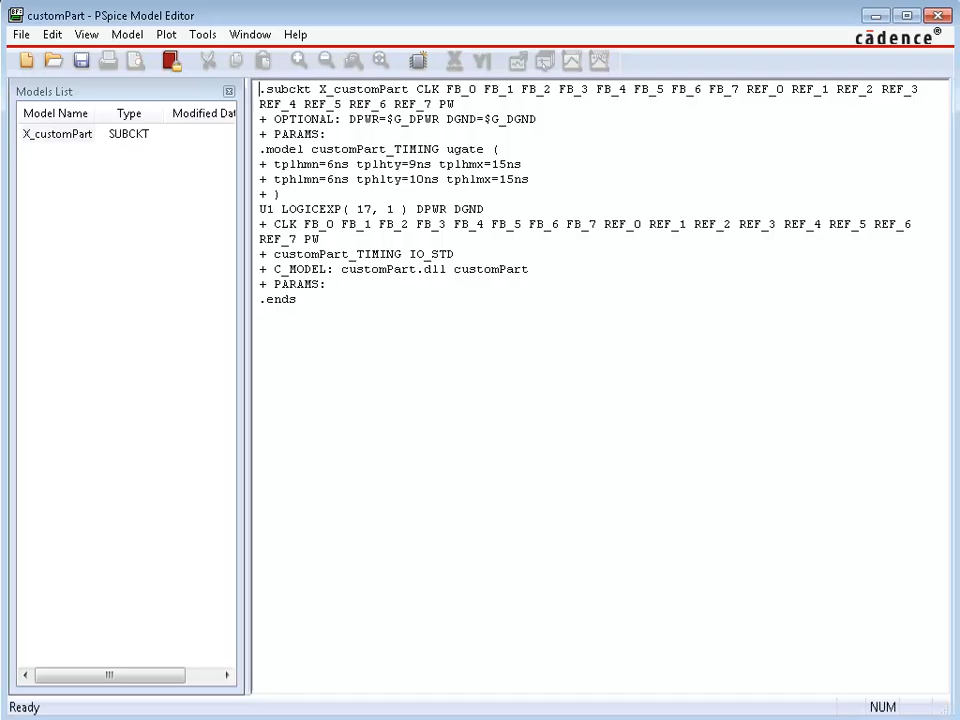 customPart - PSpice Model Editor
File Edit View Model Plot Tools Window Help
cādence®
Models List
Model Name Type Modified Dat
X_customPart SUBCKT
.subckt X_customPart CLK FB_0 FB_1 FB_2 FB_3 FB_4 FB_5 FB_6 FB_7 REF_0 REF_1 REF_2 REF_3
REF_4 REF_5 REF_6 REF_7 PW
+ OPTIONAL: DPWR=$G_DPWR DGND=$G_DGND
+ PARAMS:
.model customPart_TIMING ugate (
+ tplhmn=6ns tplhty=9ns tplhmx=15ns
+ tphlmn=6ns tphlty=10ns tphlmx=15ns
+ )
U1 LOGICEXP( 17, 1 ) DPWR DGND
+ CLK FB_0 FB_1 FB_2 FB_3 FB_4 FB_5 FB_6 FB_7 REF_0 REF_1 REF_2 REF_3 REF_4 REF_5 REF_6
REF_7 PW
+ customPart_TIMING IO_STD
+ C_MODEL: customPart.dll customPart
+ PARAMS:
.ends
Ready NUM